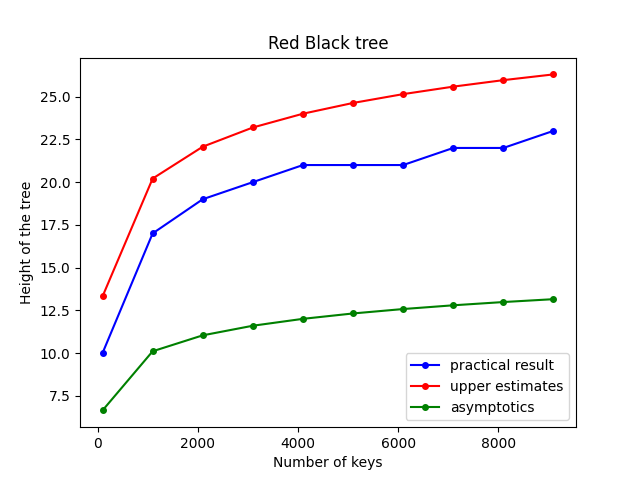 Red Black tree
Height of the tree
25.0
22.5
20.0
17.5
15.0
12.5
10.0
7.5
practical result
upper estimates
asymptotics
0 2000 4000 6000 8000
Number of keys